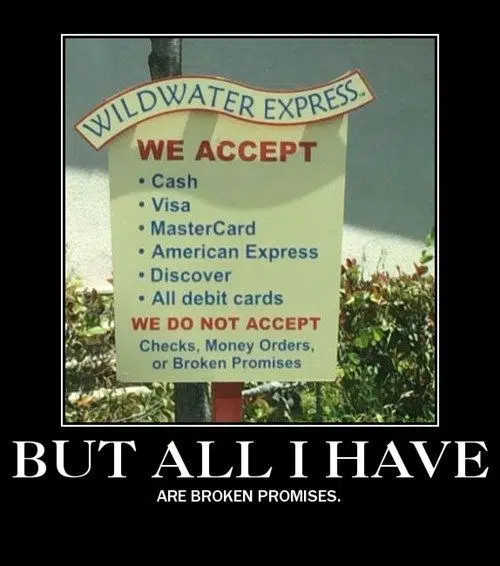 WILDWATER EXPRESS
WE ACCEPT
• Cash
• Visa
• MasterCard
• American Express
• Discover
• All debit cards
WE DO NOT ACCEPT
Checks, Money Orders,
or Broken Promises
BUT ALL I HAVE
ARE BROKEN PROMISES.